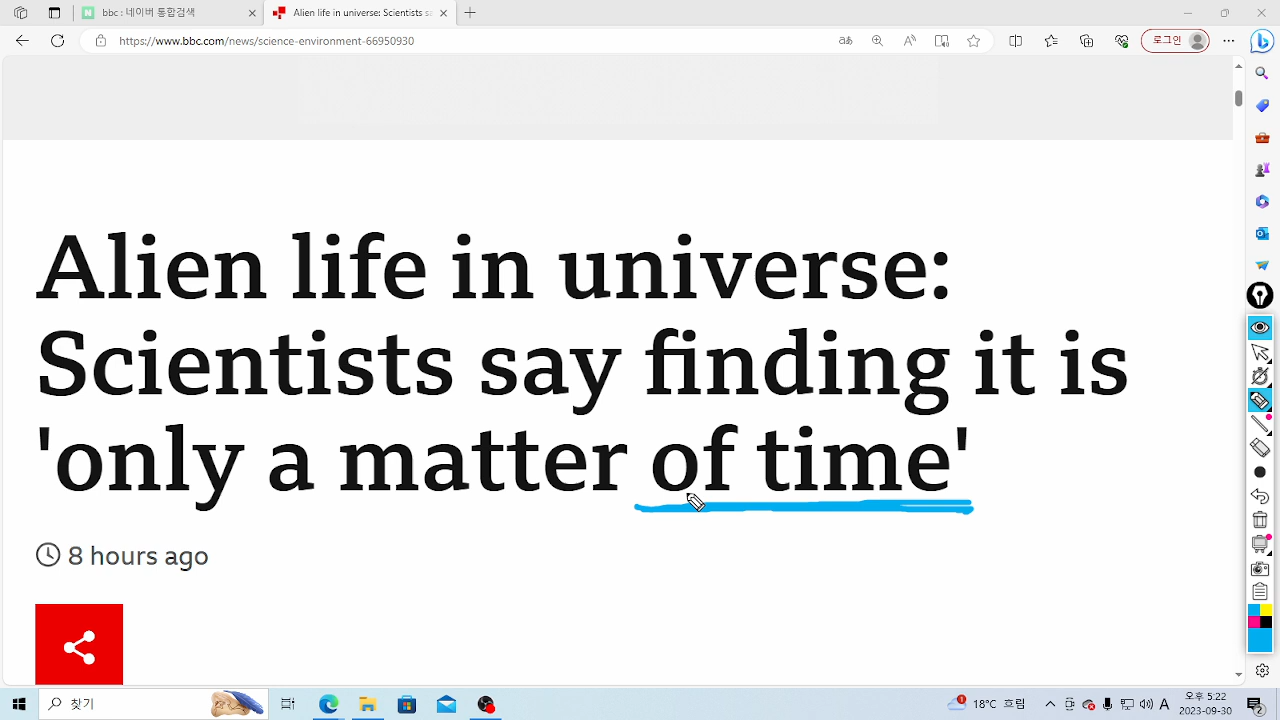 bbc : 네이버 통합검색
Alien life in universe: Scientists sa
https://www.bbc.com/news/science-environment-66950930
로그인
Alien life in universe:
Scientists say finding it is
'only a matter of time'
8 hours ago
찾기
18°C 흐림
A
오후 5:22
2023-09-30